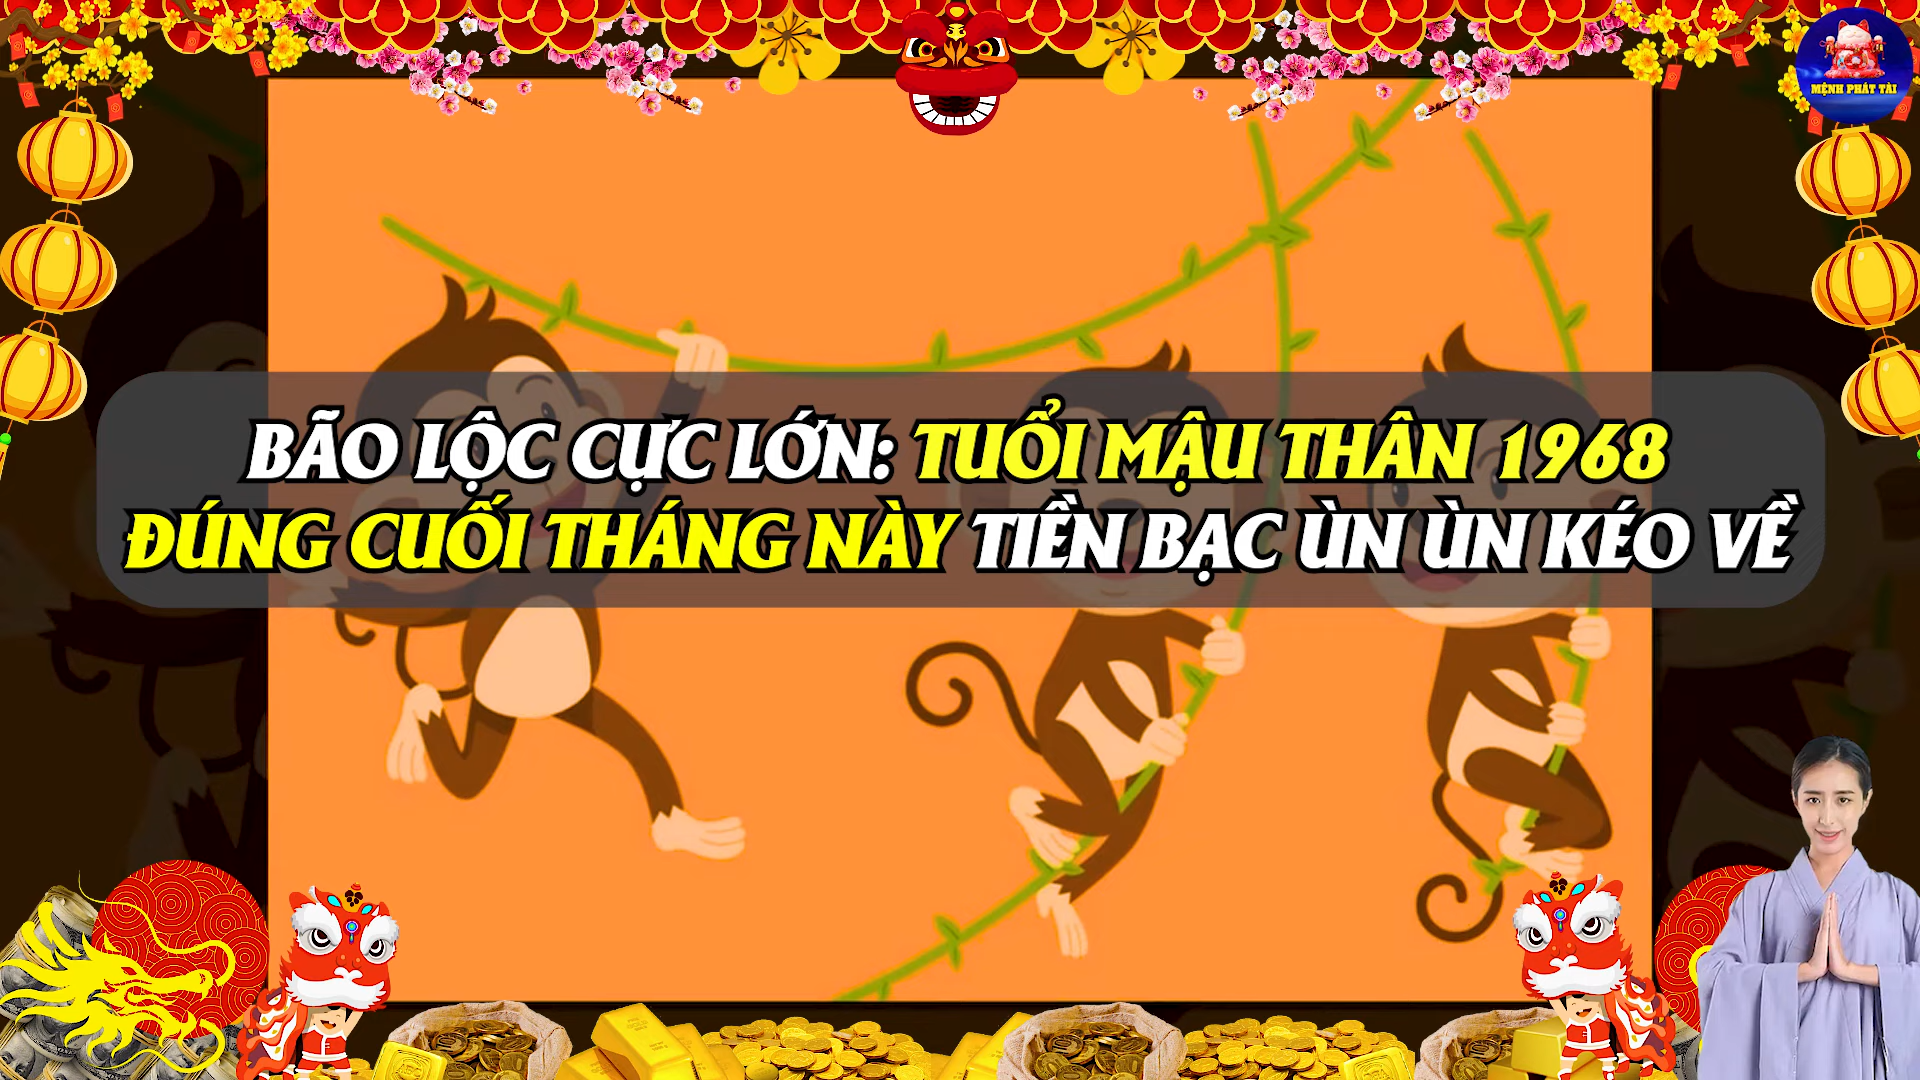 MỆNH PHÁT TÀI
BÃO LỘC CỰC LỚN: TUỔI MẬU THÂN 1968
ĐÚNG CUỐI THÁNG NÀY TIỀN BẠC ÙN ÙN KÉO VỀ